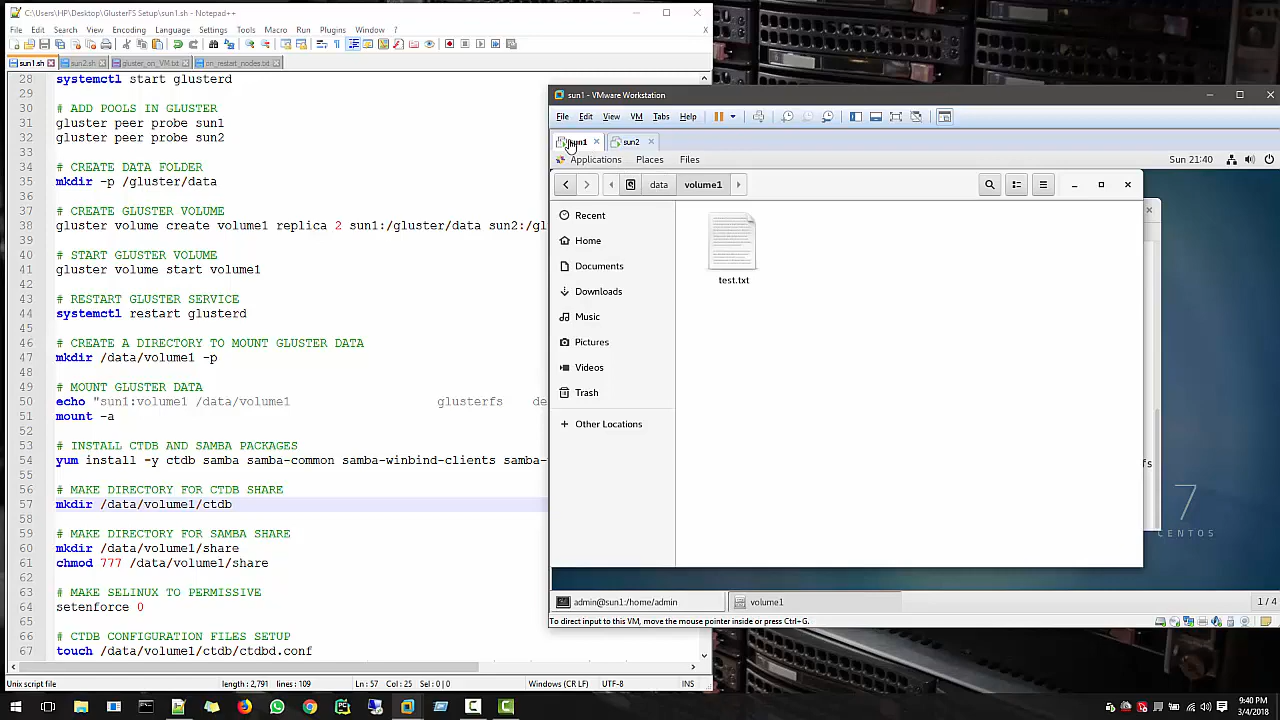 C:\Users\HP\Desktop\GlusterFS Setup\sun1.sh - Notepad++
File Edit Search View Encoding Language Settings Tools Macro Run Plugins Window ?
X
sun1.sh sun2.sh gluster_on_VM.txt on_restart_nodes.txt
28 systemctl start glusterd
29
30 # ADD POOLS IN GLUSTER
31 gluster peer probe sun1
32 gluster peer probe sun2
33
34 # CREATE DATA FOLDER
35 mkdir -p /gluster/data
36
37 # CREATE GLUSTER VOLUME
38 gluster volume create volume1 replica 2 sun1:/gluster/data sun2:/gl
39
40 # START GLUSTER VOLUME
41 gluster volume start volume1
42
43 # RESTART GLUSTER SERVICE
44 systemctl restart glusterd
45
46 # CREATE A DIRECTORY TO MOUNT GLUSTER DATA
47 mkdir /data/volume1 -p
48
49 # MOUNT GLUSTER DATA
50 echo "sun1:volume1 /data/volume1 glusterfs de
51 mount -a
52
53 # INSTALL CTDB AND SAMBA PACKAGES
54 yum install -y ctdb samba samba-common samba-winbind-clients samba-
55
56 # MAKE DIRECTORY FOR CTDB SHARE
57 mkdir /data/volume1/ctdb
58
59 # MAKE DIRECTORY FOR SAMBA SHARE
60 mkdir /data/volume1/share
61 chmod 777 /data/volume1/share
62
63 # MAKE SELINUX TO PERMISSIVE
64 setenforce 0
65
66 # CTDB CONFIGURATION FILES SETUP
67 touch /data/volume1/ctdb/ctdbd.conf
Unix script file length : 2,791 lines : 109 Ln : 57 Col : 25 Sel : 0 | 0 Windows (CR LF) UTF-8 INS
sun1 - VMware Workstation
File Edit View VM Tabs Help
sun1 sun2
Applications Places Files Sun 21:40
data volume1
Recent
Home
Documents
Downloads
Music
Pictures
Videos
Trash
Other Locations
test.txt
fs
7
CENTOS
admin@sun1:/home/admin volume1 1 / 4
To direct input to this VM, move the mouse pointer inside or press Ctrl+G.
9:40 PM
3/4/2018